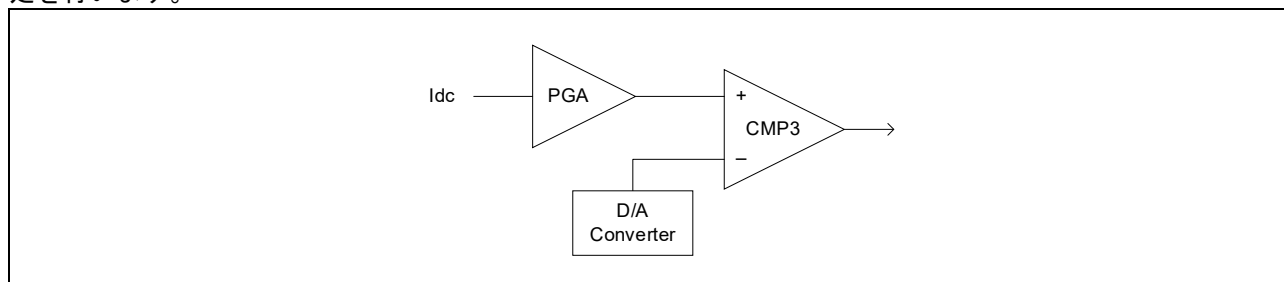 Idc
PGA
+
CMP3
−
D/A
Converter